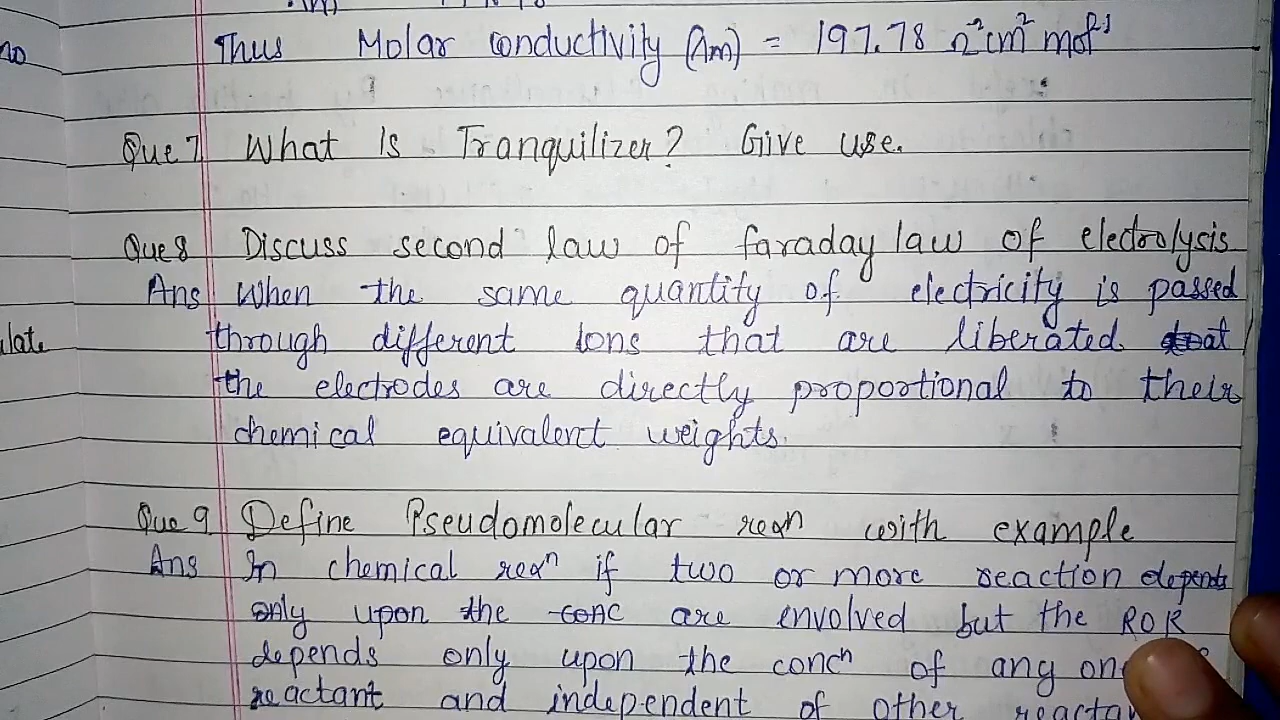 no
Thus Molar conductivity (Λm) = 197.78 Ω⁻¹cm² mol⁻¹
Que 7 What Is Tranquilizer? Give use.
Que 8 Discuss second law of faraday law of electrolysis
Ans When the same quantity of electricity is passed
ulate
through different Ions that are liberated at
the electrodes are directly proportional to their
chemical equivalent weights.
Que 9 Define Pseudomolecular reaⁿ with example
Ans In chemical reaⁿ if two or more reaction depends
only upon the conc are envolved but the ROR
depends only upon the concⁿ of any
reactant and independent of other